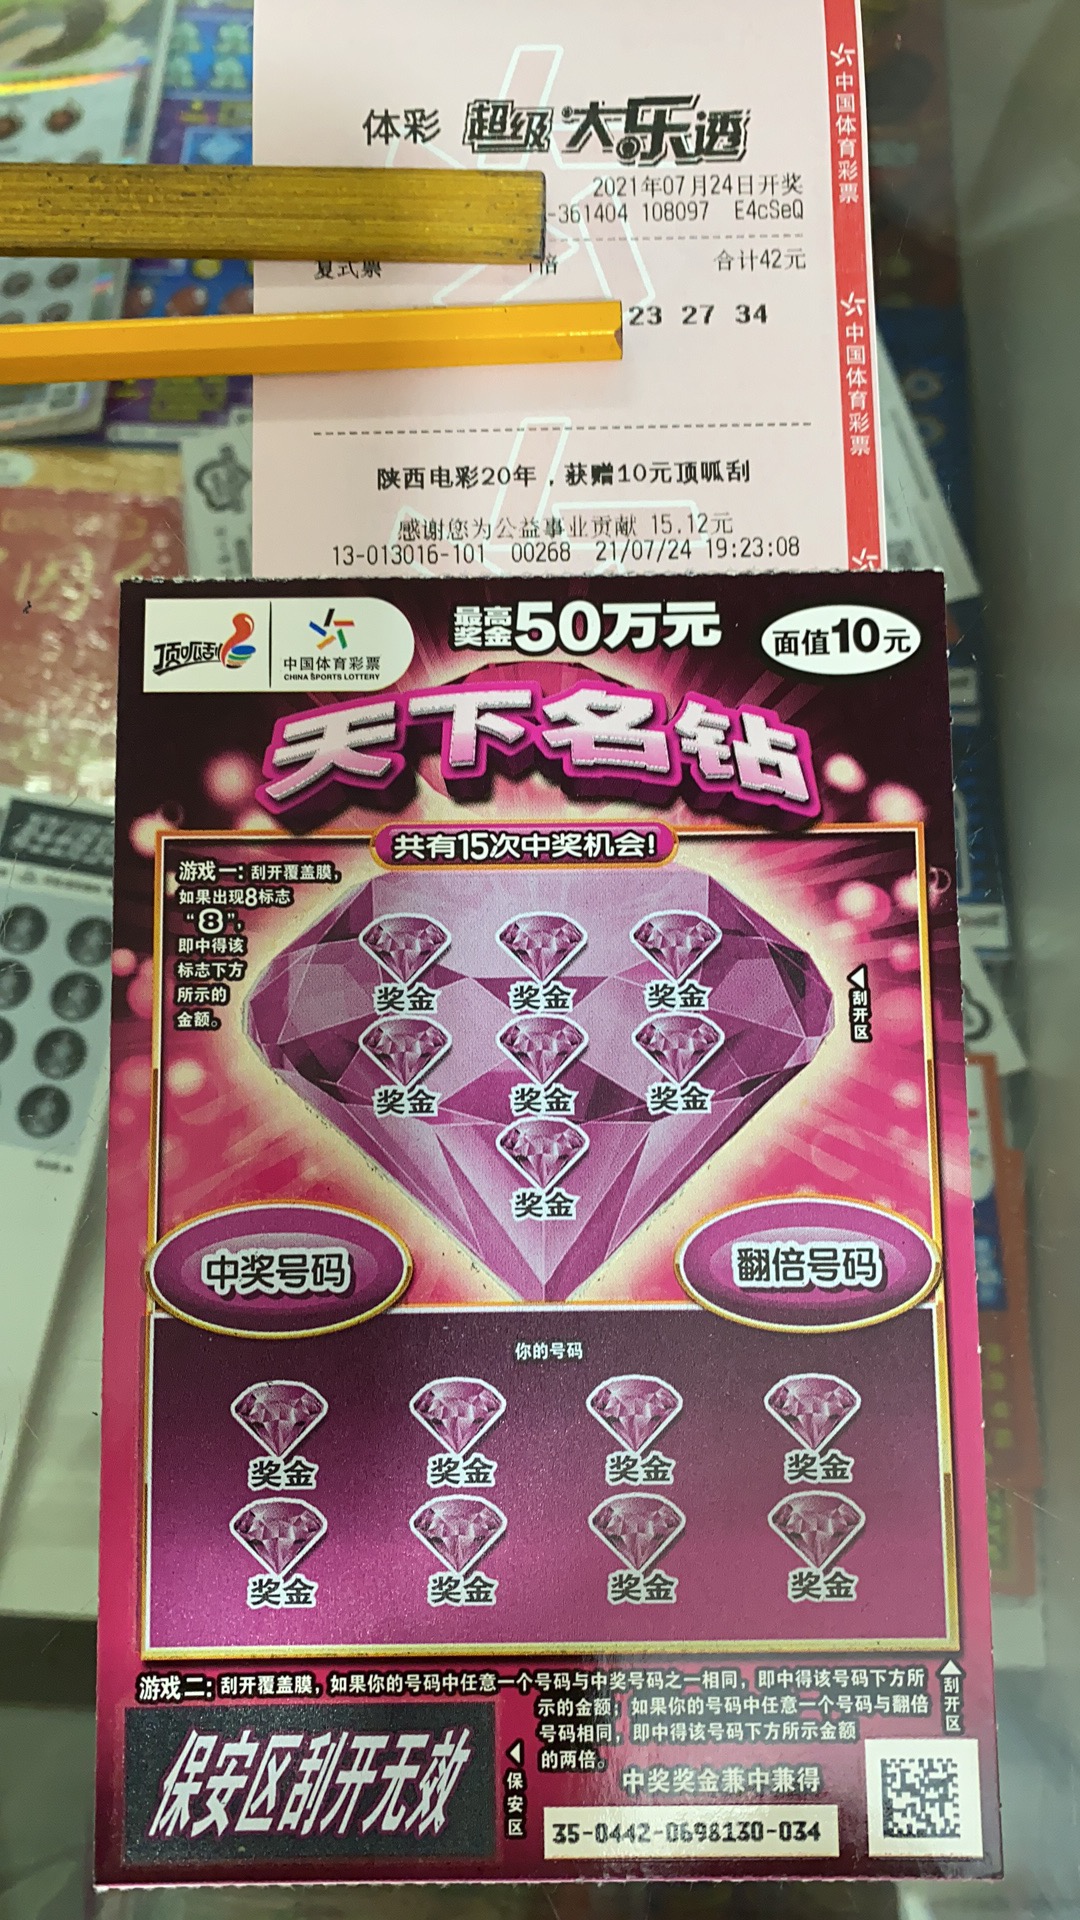 体彩 超级大乐透
2021年07月24日开奖
-361404 108097 E4cSeQ
复式票 1倍 合计42元
23 27 34
陕西电彩20年，获赠10元顶呱刮
感谢您为公益事业贡献 15.12元
13-013016-101 00268 21/07/24 19:23:08
中国体育彩票
中国体育彩票
顶呱刮
中国体育彩票
CHINA SPORTS LOTTERY
最高奖金50万元
面值10元
天下名钻
共有15次中奖机会!
游戏一: 刮开覆盖膜,
如果出现8标志
“8”,
即中得该
标志下方
所示的
金额。
刮开区
奖金 奖金 奖金
奖金 奖金 奖金
奖金
中奖号码
翻倍号码
你的号码
奖金 奖金 奖金 奖金
奖金 奖金 奖金 奖金
游戏二: 刮开覆盖膜, 如果你的号码中任意一个号码与中奖号码之一相同, 即中得该号码下方所
示的金额; 如果你的号码中任意一个号码与翻倍
号码相同, 即中得该号码下方所示金额
的两倍。
刮开区
保安区刮开无效
保安区
中奖奖金兼中兼得
35-0442-0698130-034